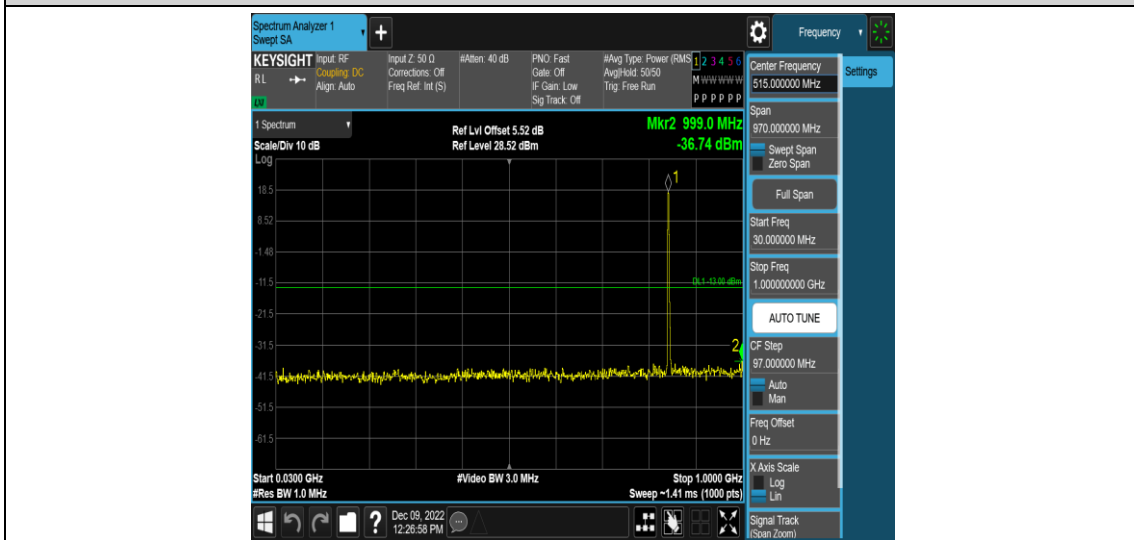 Spectrum Analyzer 1
Swept SA
+
Frequency
KEYSIGHT
RL
LM
Input: RF
Coupling: DC
Align: Auto
Input Z: 50 Ω
Corrections: Off
Freq Ref: Int (S)
#Atten: 40 dB
PNO: Fast
Gate: Off
IF Gain: Low
Sig Track: Off
#Avg Type: Power (RMS
Avg|Hold: 50/50
Trig: Free Run
1 2 3 4 5 6
M W W W W W
P P P P P P
1 Spectrum
Scale/Div 10 dB
Ref Lvl Offset 5.52 dB
Ref Level 28.52 dBm
Mkr2 999.0 MHz
-36.74 dBm
Log
18.5
8.52
-1.48
-11.5
-21.5
-31.5
-41.5
-51.5
-61.5
1
DL1 -13.00 dBm
2
Start 0.0300 GHz
#Res BW 1.0 MHz
#Video BW 3.0 MHz
Stop 1.0000 GHz
Sweep ~1.41 ms (1000 pts)
?
Dec 09, 2022
12:26:58 PM
Center Frequency
515.000000 MHz
Settings
Span
970.000000 MHz
Swept Span
Zero Span
Full Span
Start Freq
30.000000 MHz
Stop Freq
1.000000000 GHz
AUTO TUNE
CF Step
97.000000 MHz
Auto
Man
Freq Offset
0 Hz
X Axis Scale
Log
Lin
Signal Track
(Span Zoom)